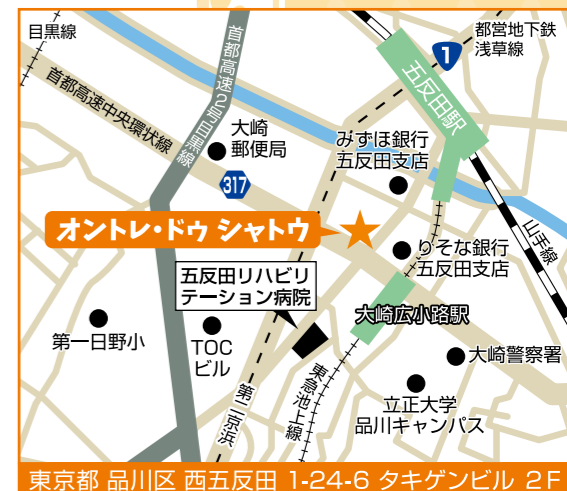 目黒線
首都高速2号目黒線
都営地下鉄
浅草線
1
五反田駅
首都高速中央環状線
大崎
郵便局
みずほ銀行
五反田支店
317
オントレ・ドゥ シャトウ
山手線
りそな銀行
五反田支店
五反田リハビリ
テーション病院
大崎広小路駅
第一日野小
TOC
ビル
大崎警察署
第二京浜
東急池上線
立正大学
品川キャンパス
東京都 品川区 西五反田 1-24-6 タキゲンビル 2F